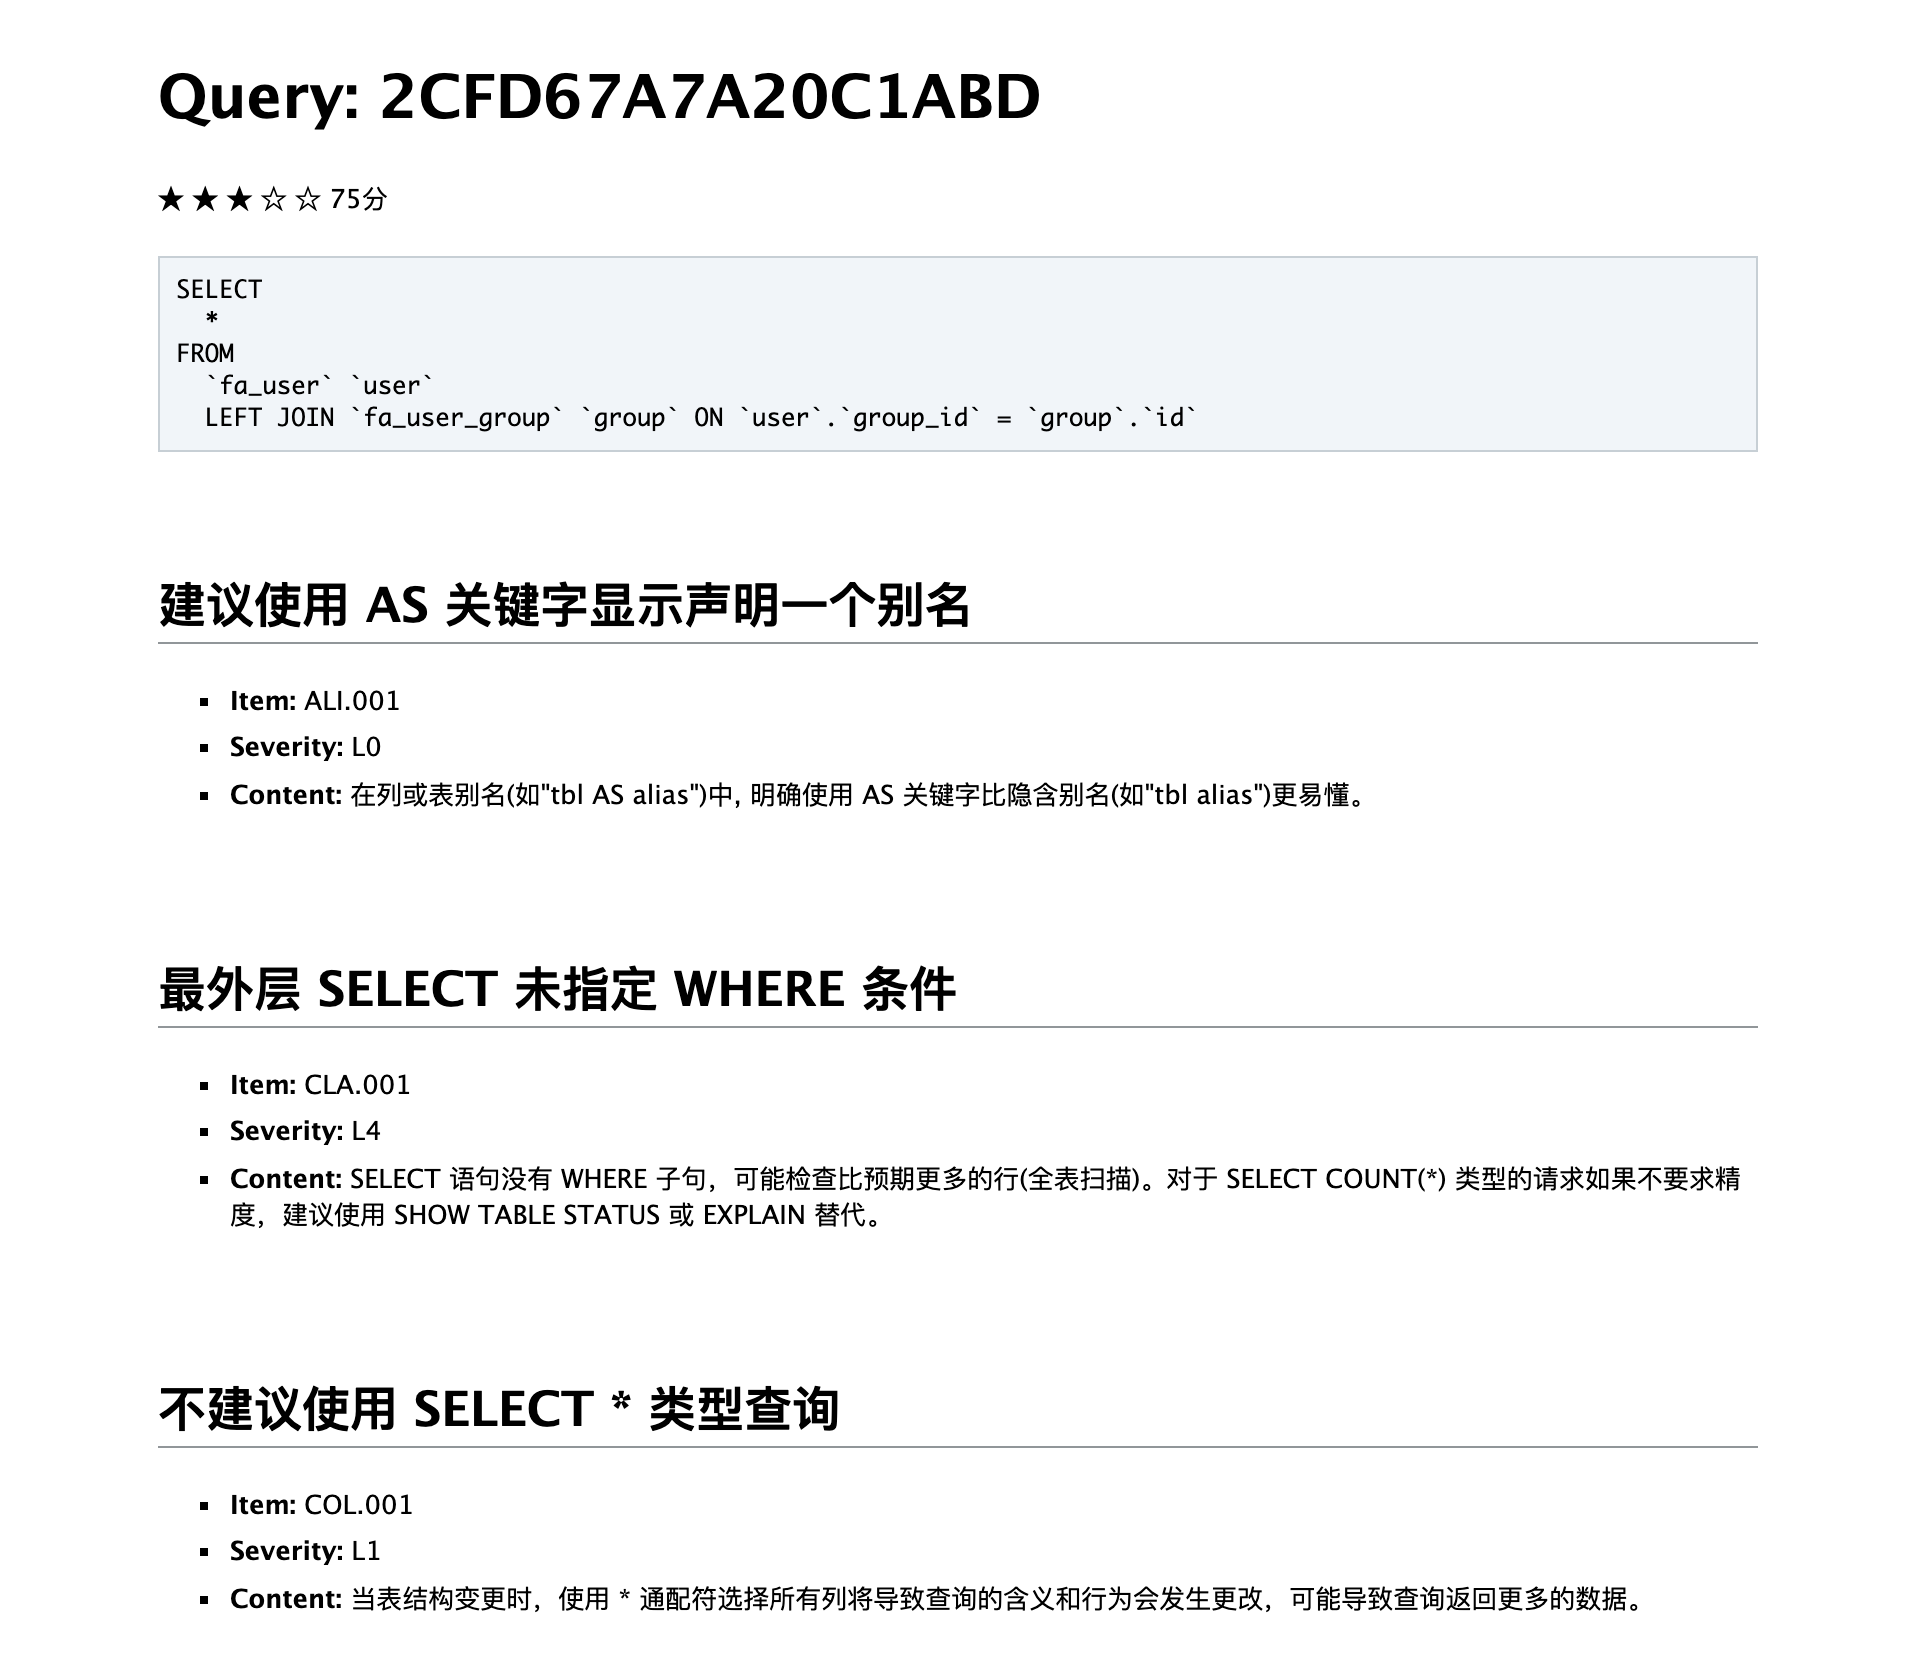 Query: 2CFD67A7A20C1ABD
★ ★ ★ ☆ ☆ 75分
SELECT
  *
FROM
  `fa_user` `user`
  LEFT JOIN `fa_user_group` `group` ON `user`.`group_id` = `group`.`id`
建议使用 AS 关键字显示声明一个别名
▪ Item: ALI.001
▪ Severity: L0
▪ Content: 在列或表别名(如"tbl AS alias")中, 明确使用 AS 关键字比隐含别名(如"tbl alias")更易懂。
最外层 SELECT 未指定 WHERE 条件
▪ Item: CLA.001
▪ Severity: L4
▪ Content: SELECT 语句没有 WHERE 子句，可能检查比预期更多的行(全表扫描)。对于 SELECT COUNT(*) 类型的请求如果不要求精
度，建议使用 SHOW TABLE STATUS 或 EXPLAIN 替代。
不建议使用 SELECT * 类型查询
▪ Item: COL.001
▪ Severity: L1
▪ Content: 当表结构变更时，使用 * 通配符选择所有列将导致查询的含义和行为会发生更改，可能导致查询返回更多的数据。